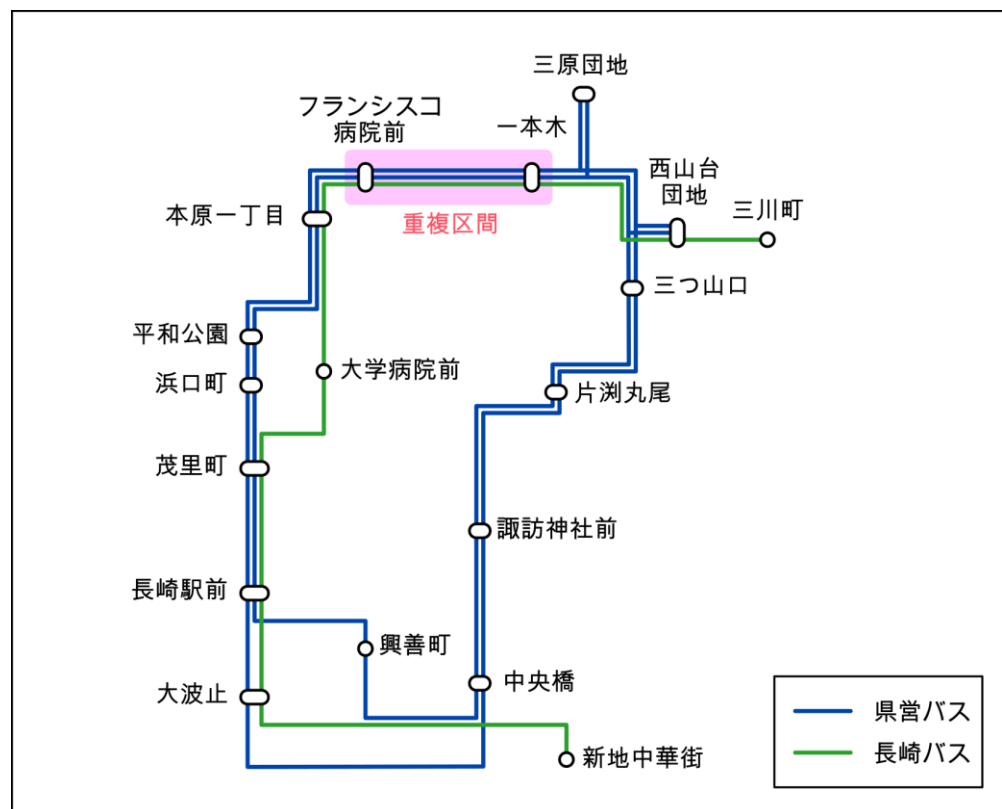 三原団地
フランシスコ
病院前
一本木
西山台
団地
三川町
本原一丁目
重複区間
三つ山口
平和公園
大学病院前
浜口町
片渕丸尾
茂里町
諏訪神社前
長崎駅前
興善町
大波止
中央橋
新地中華街
県営バス
長崎バス